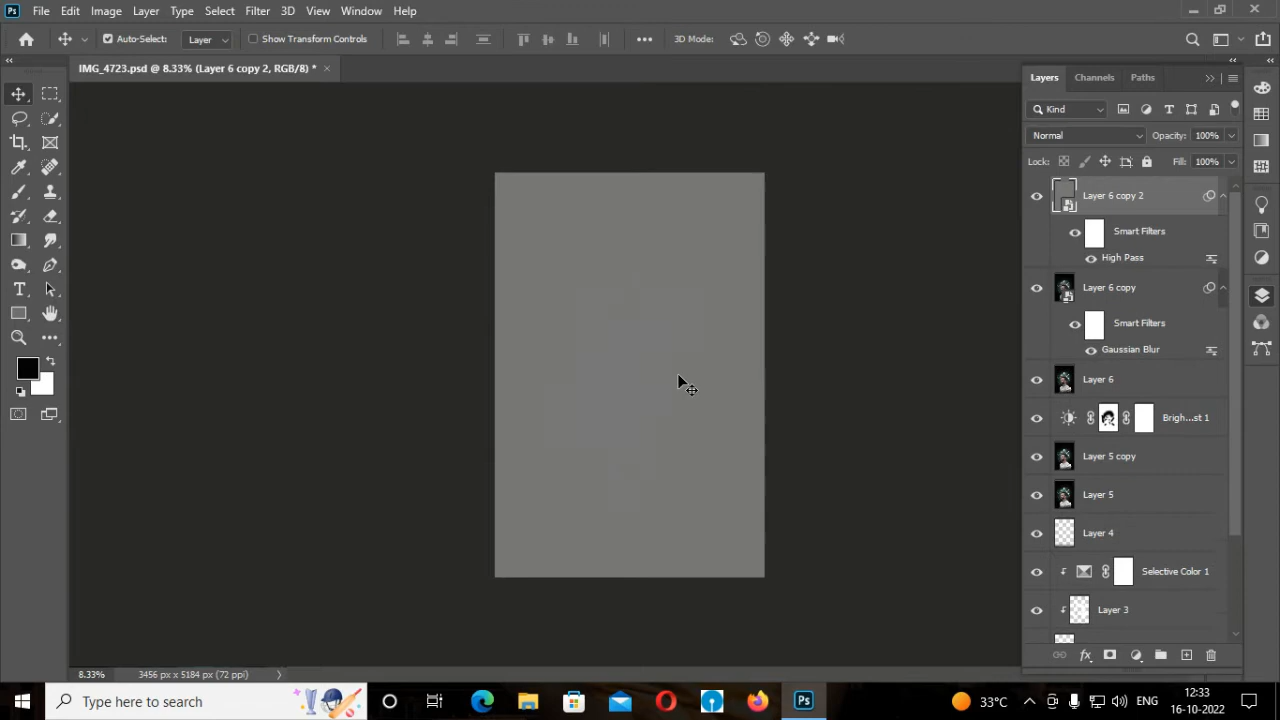 Ps File Edit Image Layer Type Select Filter 3D View Window Help
Auto-Select: Layer Show Transform Controls 3D Mode:
IMG_4723.psd @ 8.33% (Layer 6 copy 2, RGB/8) *
Layers Channels Paths
Kind
Normal Opacity: 100%
Lock: Fill: 100%
Layer 6 copy 2
Smart Filters
High Pass
Layer 6 copy
Smart Filters
Gaussian Blur
Layer 6
Brigh...st 1
Layer 5 copy
Layer 5
Layer 4
Selective Color 1
Layer 3
fx
8.33% 3456 px x 5184 px (72 ppi)
Type here to search
Ps
33°C
ENG
12:33
16-10-2022